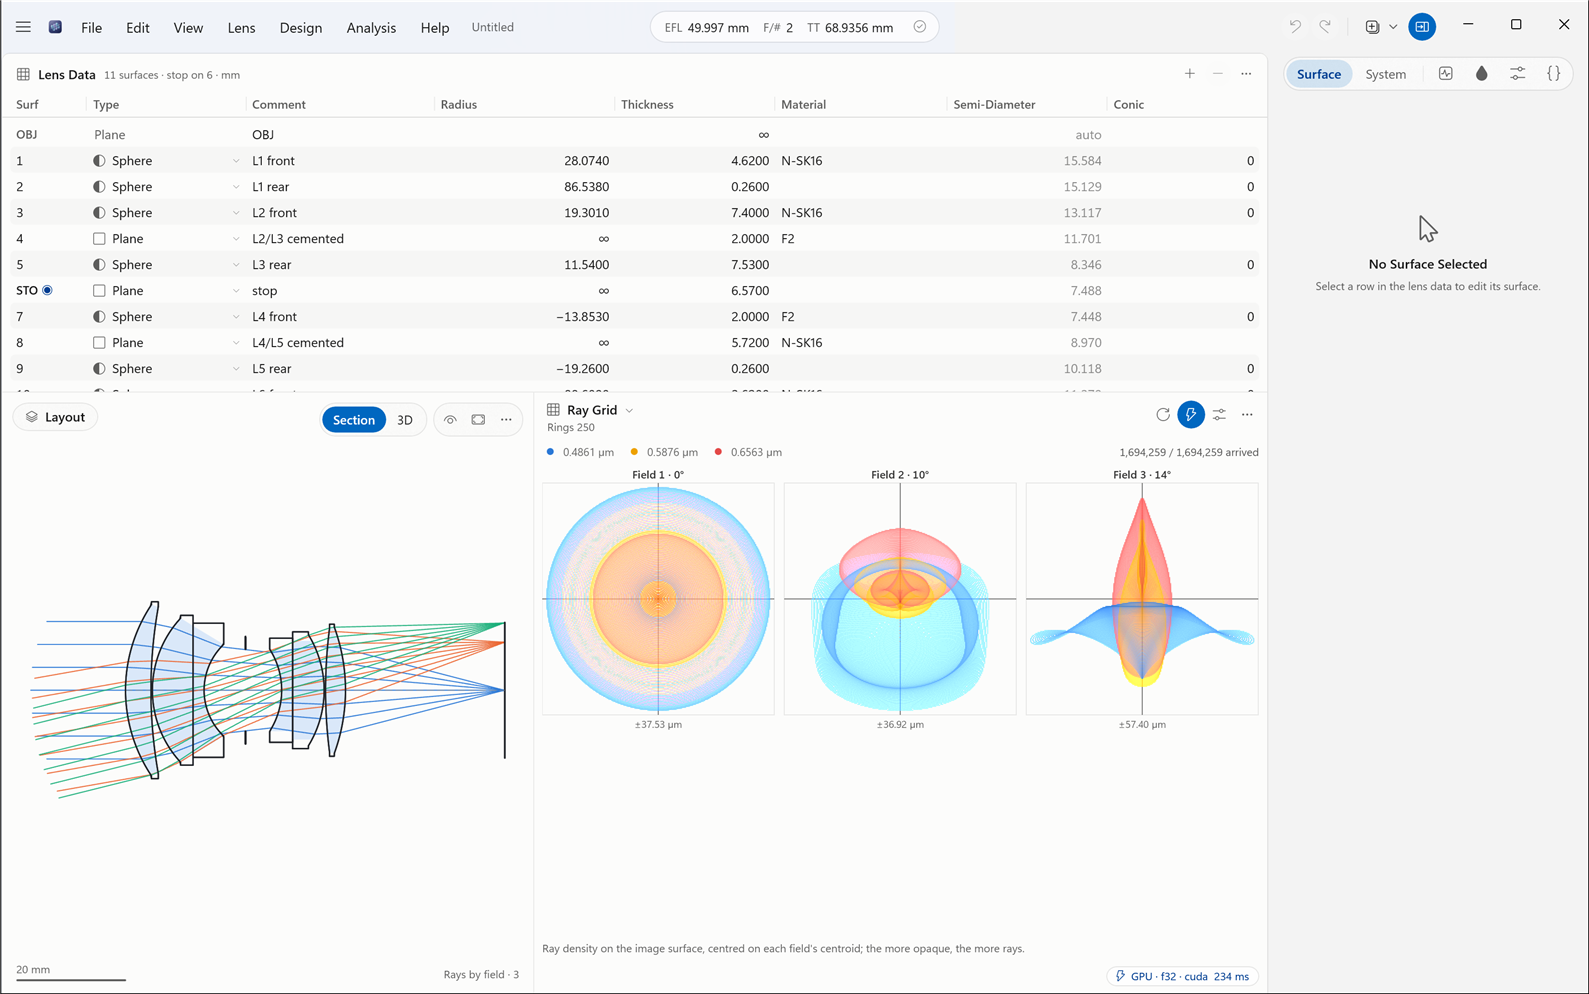 File Edit View Lens Design Analysis Help Untitled EFL 49.997 mm F/# 2 TT 68.9356 mm
Lens Data 11 surfaces · stop on 6 · mm
Surf Type Comment Radius Thickness Material Semi-Diameter Conic
OBJ Plane OBJ ∞ auto
1 Sphere L1 front 28.0740 4.6200 N-SK16 15.584 0
2 Sphere L1 rear 86.5380 0.2600 15.129 0
3 Sphere L2 front 19.3010 7.4000 N-SK16 13.117 0
4 Plane L2/L3 cemented ∞ 2.0000 F2 11.701
5 Sphere L3 rear 11.5400 7.5300 8.346 0
STO Plane stop ∞ 6.5700 7.488
7 Sphere L4 front −13.8530 2.0000 F2 7.448 0
8 Plane L4/L5 cemented ∞ 5.7200 N-SK16 8.970
9 Sphere L5 rear −19.2600 0.2600 10.118 0
Surface System {}
No Surface Selected
Select a row in the lens data to edit its surface.
Layout Section 3D
20 mm
Rays by field · 3
Ray Grid
Rings 250
0.4861 µm 0.5876 µm 0.6563 µm 1,694,259 / 1,694,259 arrived
Field 1 · 0° Field 2 · 10° Field 3 · 14°
±37.53 µm ±36.92 µm ±57.40 µm
Ray density on the image surface, centred on each field's centroid; the more opaque, the more rays.
GPU · f32 · cuda 234 ms